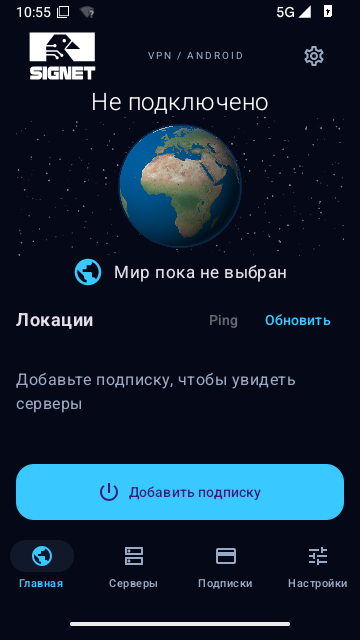 10:55
5G
SIGNET
VPN / ANDROID
Не подключено
Мир пока не выбран
Локации
Ping
Обновить
Добавьте подписку, чтобы увидеть
серверы
Добавить подписку
Главная
Серверы
Подписки
Настройки